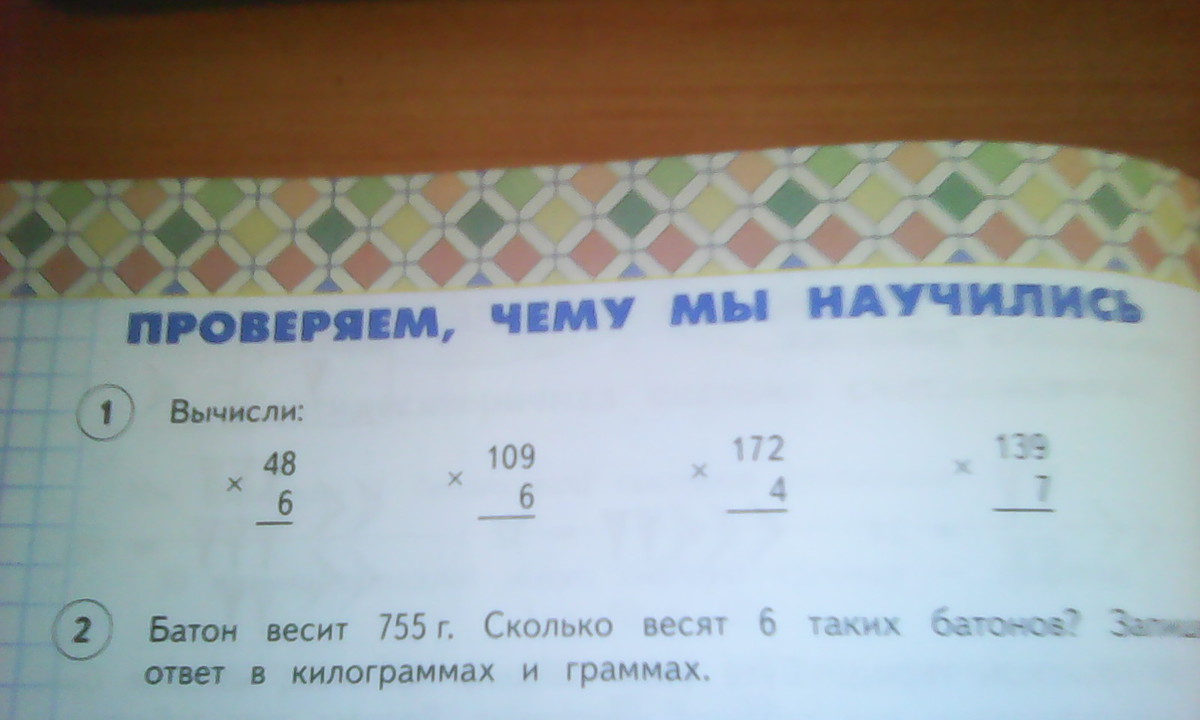 ПРОВЕРЯЕМ, ЧЕМУ МЫ НАУЧИЛИСЬ
1 Вычисли:
48 109 172 139
× × × ×
6 6 4 7
2 Батон весит 755 г. Сколько весят 6 таких батонов?
ответ в килограммах и граммах.